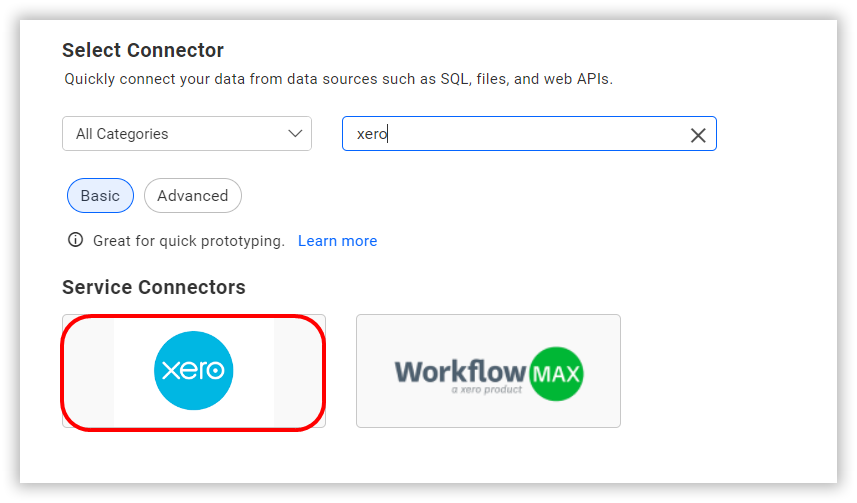 Select Connector
Quickly connect your data from data sources such as SQL, files, and web APIs.
All Categories
xero
Basic
Advanced
Great for quick prototyping. Learn more
Service Connectors
xero
Workflow MAX
a xero product